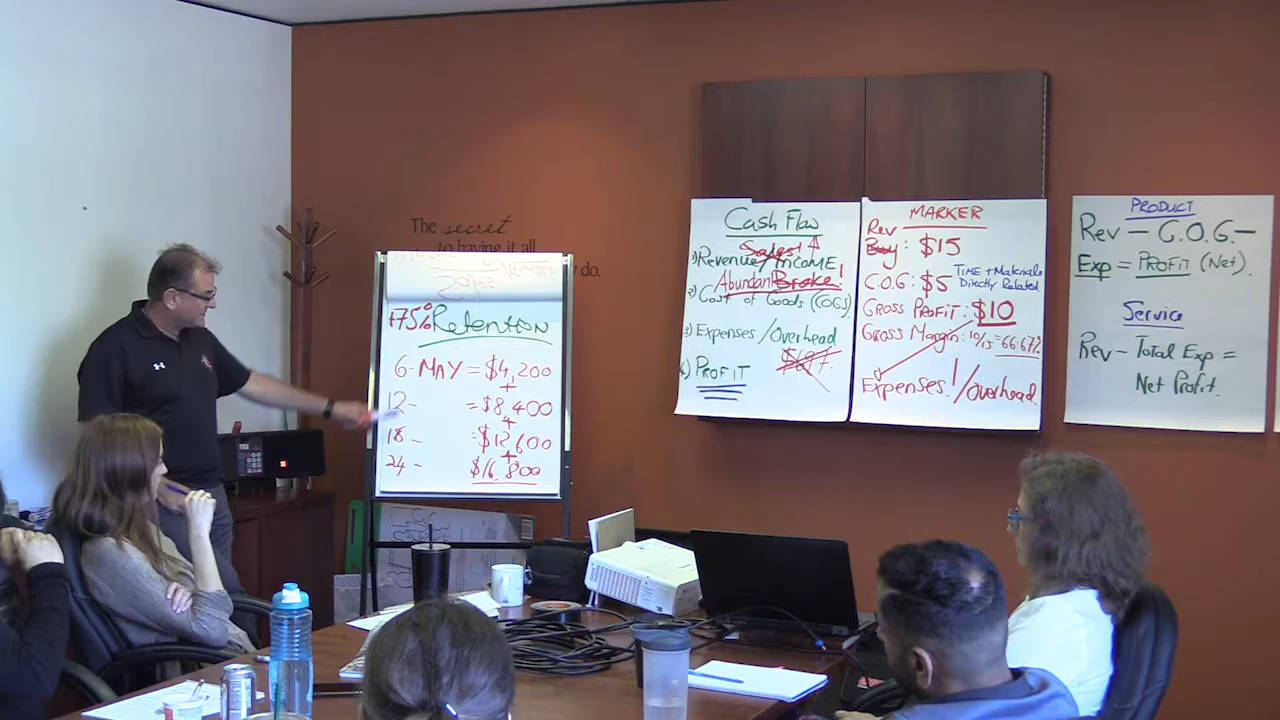 The secret
to having it all
y do.
+75% Retention
6 - MAY = $4,200
+
12 - = $8,400
+
18 - = $12,600
+
24 - $16,800
Cash Flow
Sales!
1) Revenue / INCOME
Abundant Broke!
2) Cost of Goods (COGS)
3) Expenses / Overhead
4.) PROFIT
MARKER
Rev
Buy: $15
C.O.G: $5 TIME + Materials
Directly Related
GROSS PROFIT: $10
Gross Margin: 10/15 = 66.67%
Expenses! / Overhead.
PRODUCT
Rev - C.O.G. -
Exp = PROFIT (Net).
Service
Rev - Total Exp =
Net Profit.